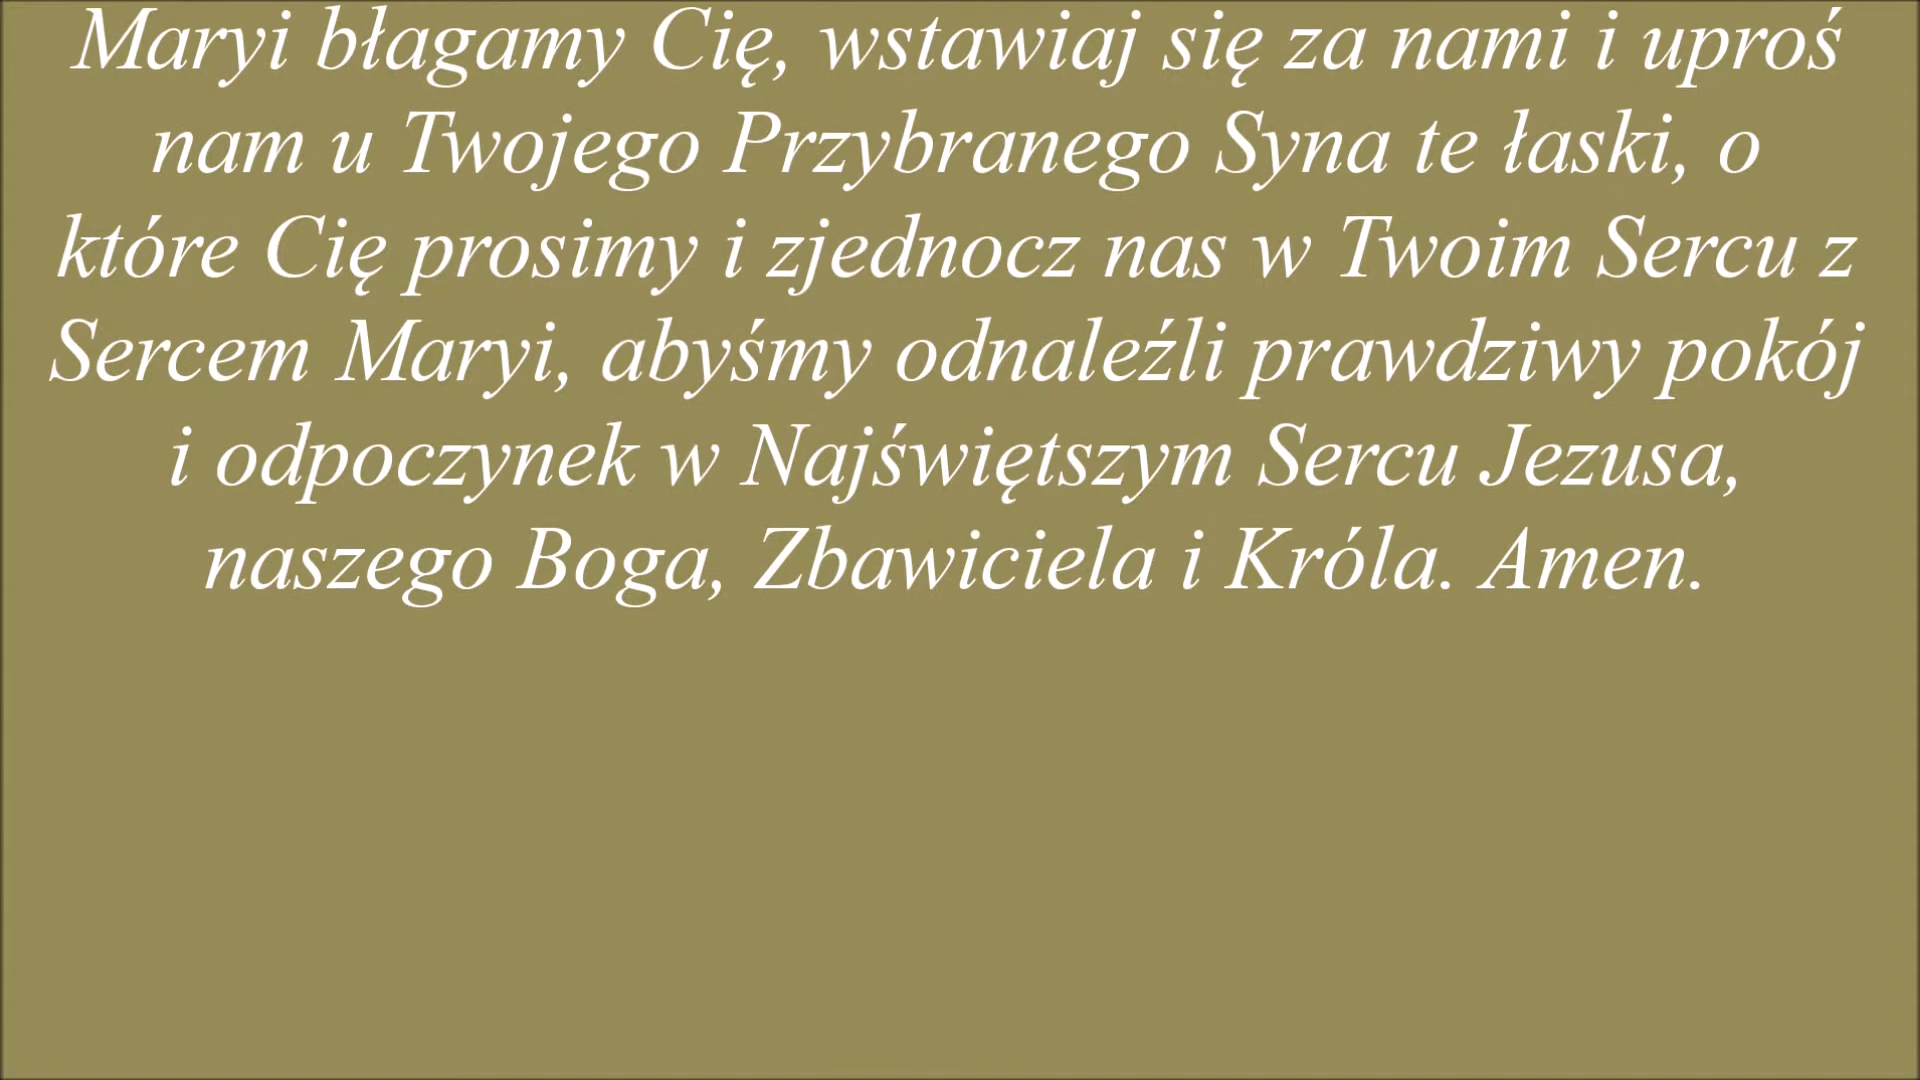 Maryi błagamy Cię, wstawiaj się za nami i uproś
nam u Twojego Przybranego Syna te łaski, o
które Cię prosimy i zjednocz nas w Twoim Sercu z
Sercem Maryi, abyśmy odnaleźli prawdziwy pokój
i odpoczynek w Najświętszym Sercu Jezusa,
naszego Boga, Zbawiciela i Króla. Amen.